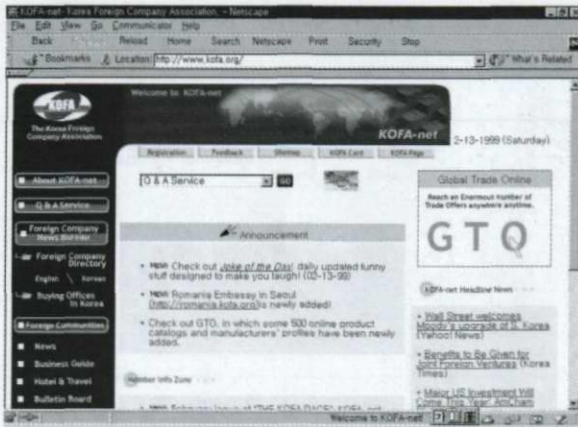 KOFA-net- Korea Foreign Company Association, - Netscape
File Edit View Go Communicator Help
Back Reload Home Search Netscape Print Security Stop
Bookmarks Location: http://www.kofa.org/ What's Related
KOFA
The Korea Foreign
Company Association
Welcome to KOFA-net
KOFA-net
2-13-1999 (Saturday)
Registration Feedback Sitemap KOFA Card KOFA Page
About KOFA-net
Q & A Service
Foreign Company
Foreign Company
Directory
English \ Korean
Buying Offices
In Korea
Foreign Communities
News
Business Guide
Hotel & Travel
Bulletin Board
Q & A Service GO
Announcement
• NEW! Check out Joke of the Day!, daily updated funny
stuff designed to make you laugh! (02-13-99)
• NEW! Romania Embassy in Seoul
(http://romania.kofa.org)is newly added!
• Check out GTO, in which some 500 online product
catalogs and manufacturers' profiles have been newly
added.
Member Info Zone
Global Trade Online
Reach an Enormous number of
Trade Offers anywhere anytime.
GTO
KOFA-net Headline News
• Wall Street welcomes
Moody's upgrade of S. Korea
(Yahoo! News)
• Benefits to Be Given for
Joint Foreign Ventures (Korea
Times)
• Major US Investment Will
Come This Year: AmCham
Welcome to KOFA-net!